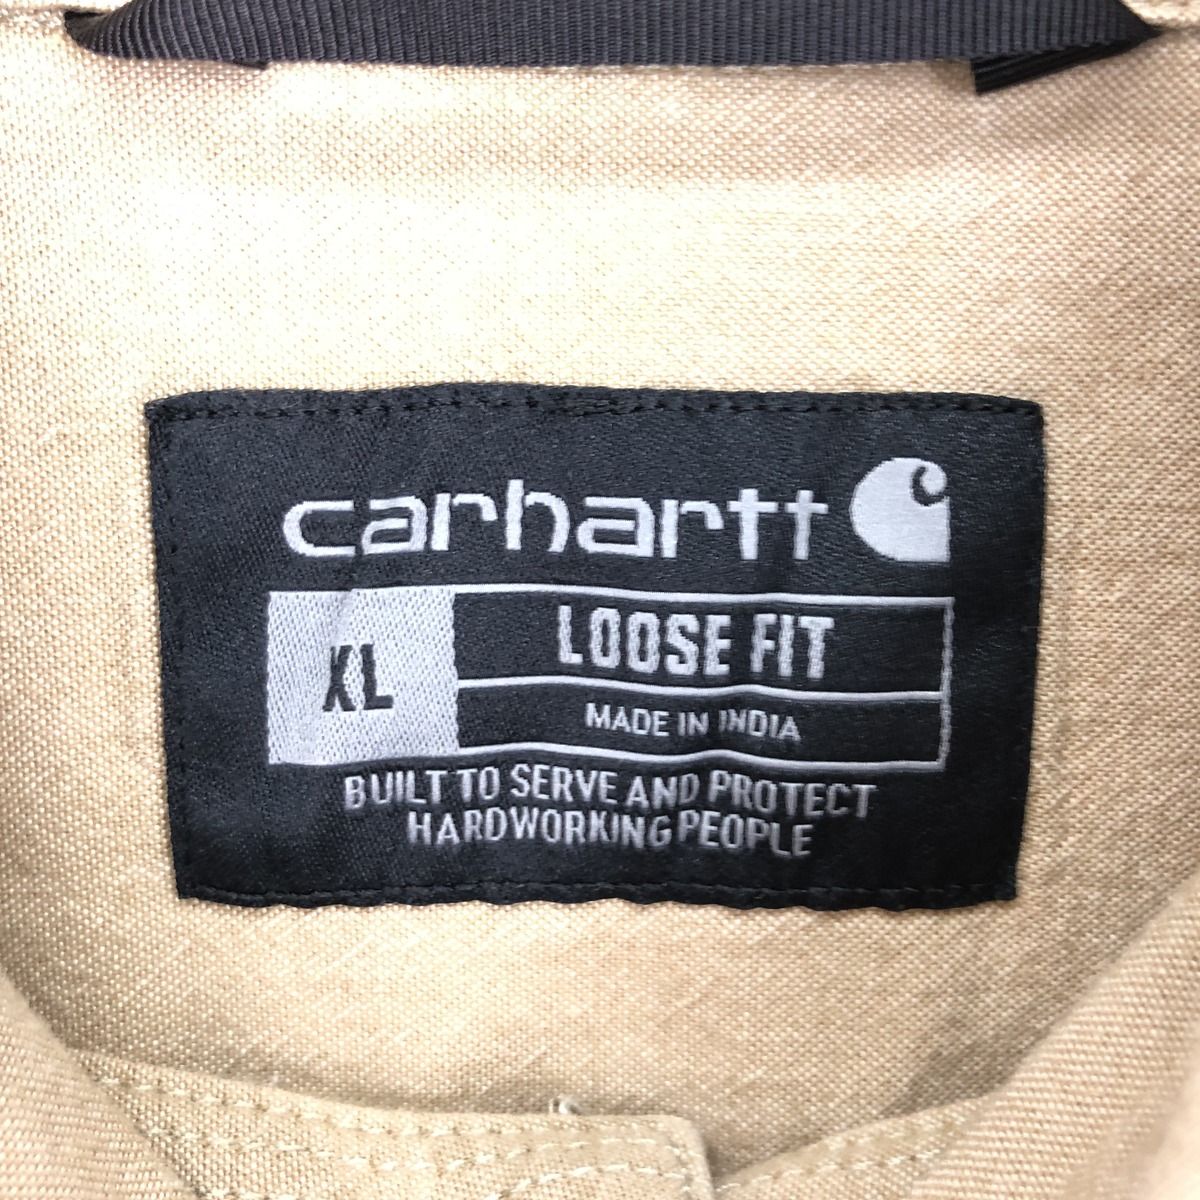 carhartt
XL
LOOSE FIT
MADE IN INDIA
BUILT TO SERVE AND PROTECT
HARDWORKING PEOPLE